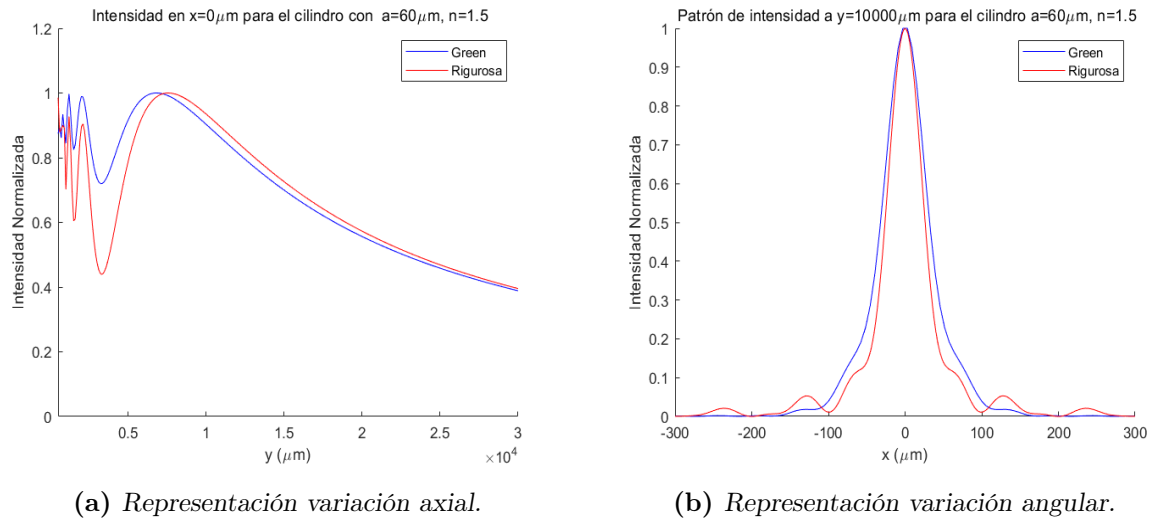 Intensidad en x=0μm para el cilindro con a=60μm, n=1.5
1.2
1
0.8
0.6
0.4
0.2
0
Intensidad Normalizada
0.5
1
1.5
2
2.5
3
×10⁴
y (μm)
Green
Rigurosa
(a) Representación variación axial.
Patrón de intensidad a y=10000μm para el cilindro a=60μm, n=1.5
1
0.9
0.8
0.7
0.6
0.5
0.4
0.3
0.2
0.1
0
Intensidad Normalizada
-300
-200
-100
0
100
200
300
x (μm)
Green
Rigurosa
(b) Representación variación angular.